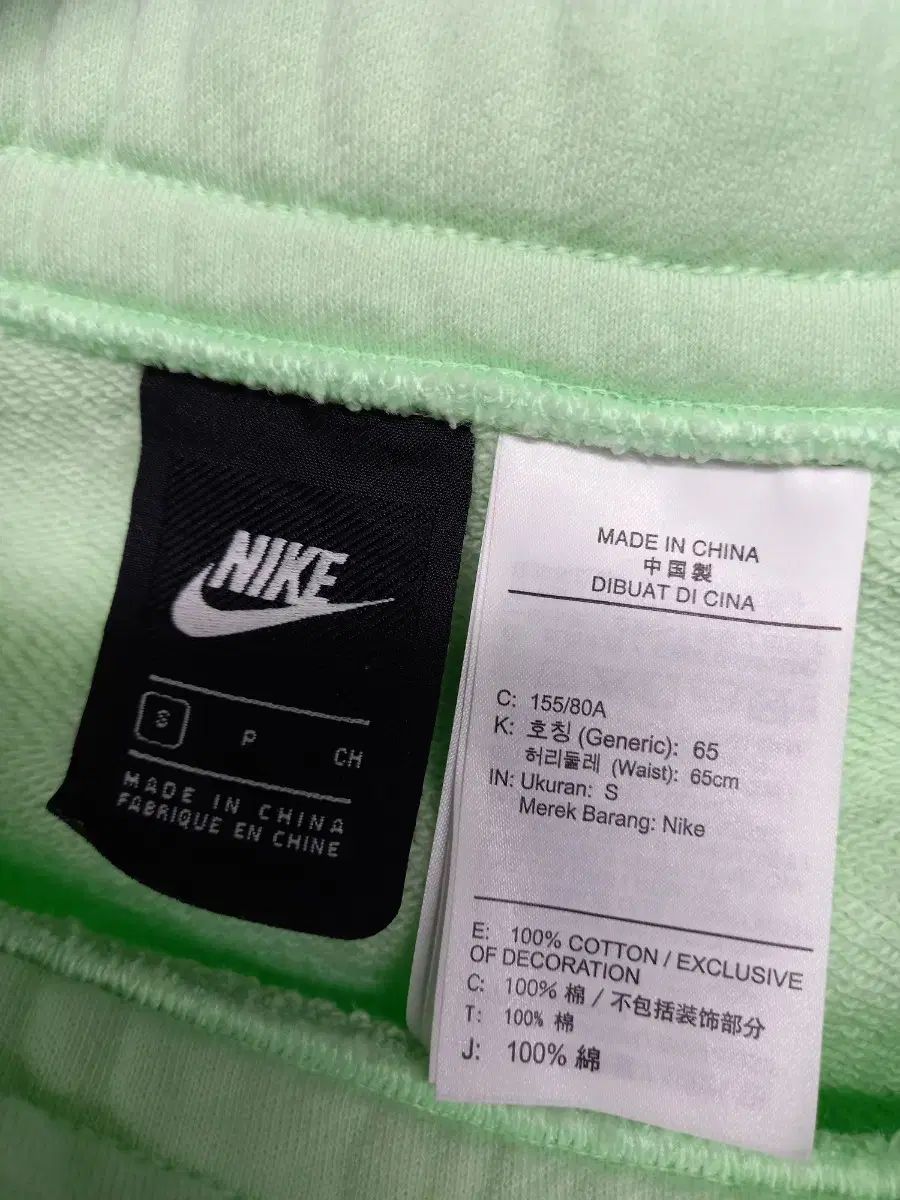 NIKE
S P CH
MADE IN CHINA
FABRIQUE EN CHINE
MADE IN CHINA
中国製
DIBUAT DI CINA
C: 155/80A
K: 호칭 (Generic): 65
허리둘레 (Waist): 65cm
IN: Ukuran: S
Merek Barang: Nike
E: 100% COTTON / EXCLUSIVE
OF DECORATION
C: 100% 棉 / 不包括装饰部分
T: 100% 棉
J: 100% 綿